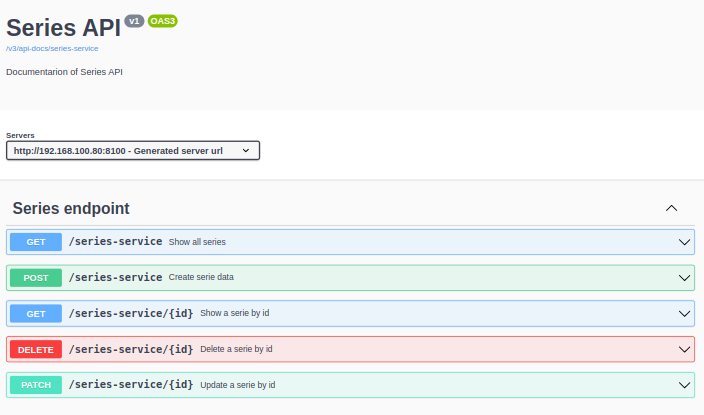 Series API v1 OAS3
/v3/api-docs/series-service
Documentarion of Series API
Servers
http://192.168.100.80:8100 - Generated server url
Series endpoint
GET /series-service Show all series
POST /series-service Create serie data
GET /series-service/{id} Show a serie by id
DELETE /series-service/{id} Delete a serie by id
PATCH /series-service/{id} Update a serie by id